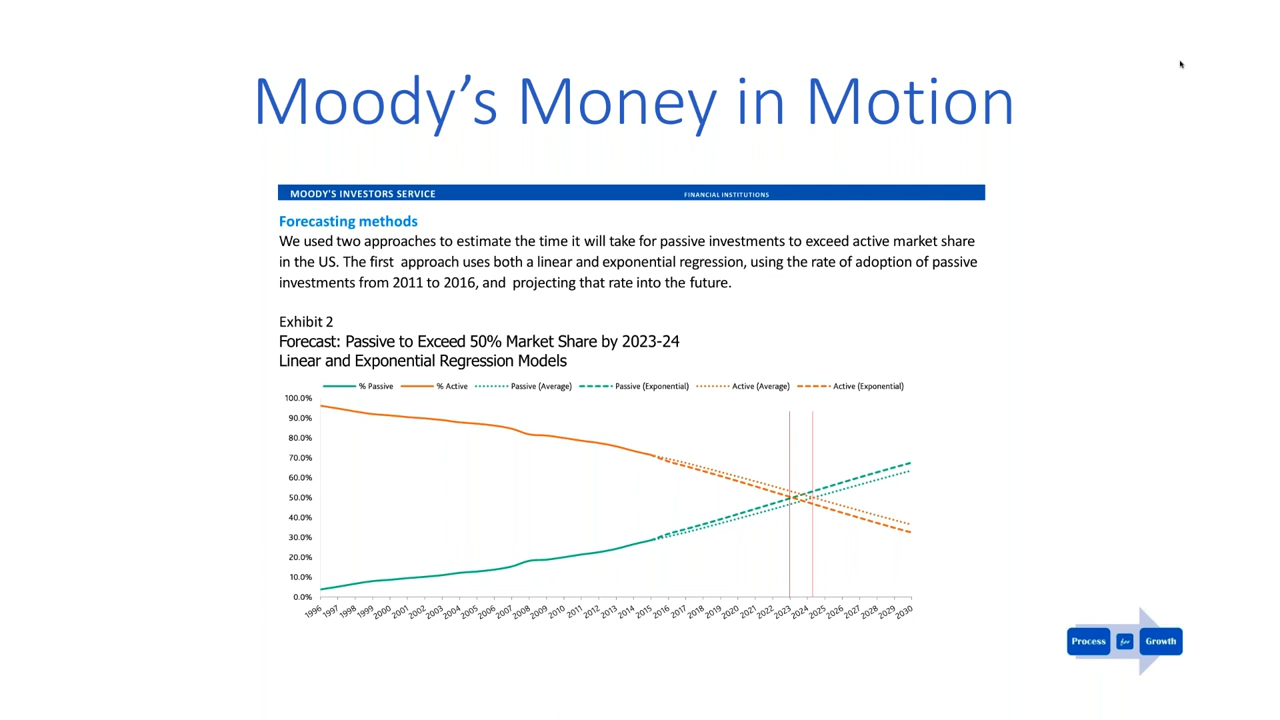 Moody's Money in Motion
MOODY'S INVESTORS SERVICE
FINANCIAL INSTITUTIONS
Forecasting methods
We used two approaches to estimate the time it will take for passive investments to exceed active market share
in the US. The first approach uses both a linear and exponential regression, using the rate of adoption of passive
investments from 2011 to 2016, and projecting that rate into the future.
Exhibit 2
Forecast: Passive to Exceed 50% Market Share by 2023-24
Linear and Exponential Regression Models
% Passive % Active Passive (Average) Passive (Exponential) Active (Average) Active (Exponential)
100.0%
90.0%
80.0%
70.0%
60.0%
50.0%
40.0%
30.0%
20.0%
10.0%
0.0%
1996 1997 1998 1999 2000 2001 2002 2003 2004 2005 2006 2007 2008 2009 2010 2011 2012 2013 2014 2015 2016 2017 2018 2019 2020 2021 2022 2023 2024 2025 2026 2027 2028 2029 2030
Process for Growth